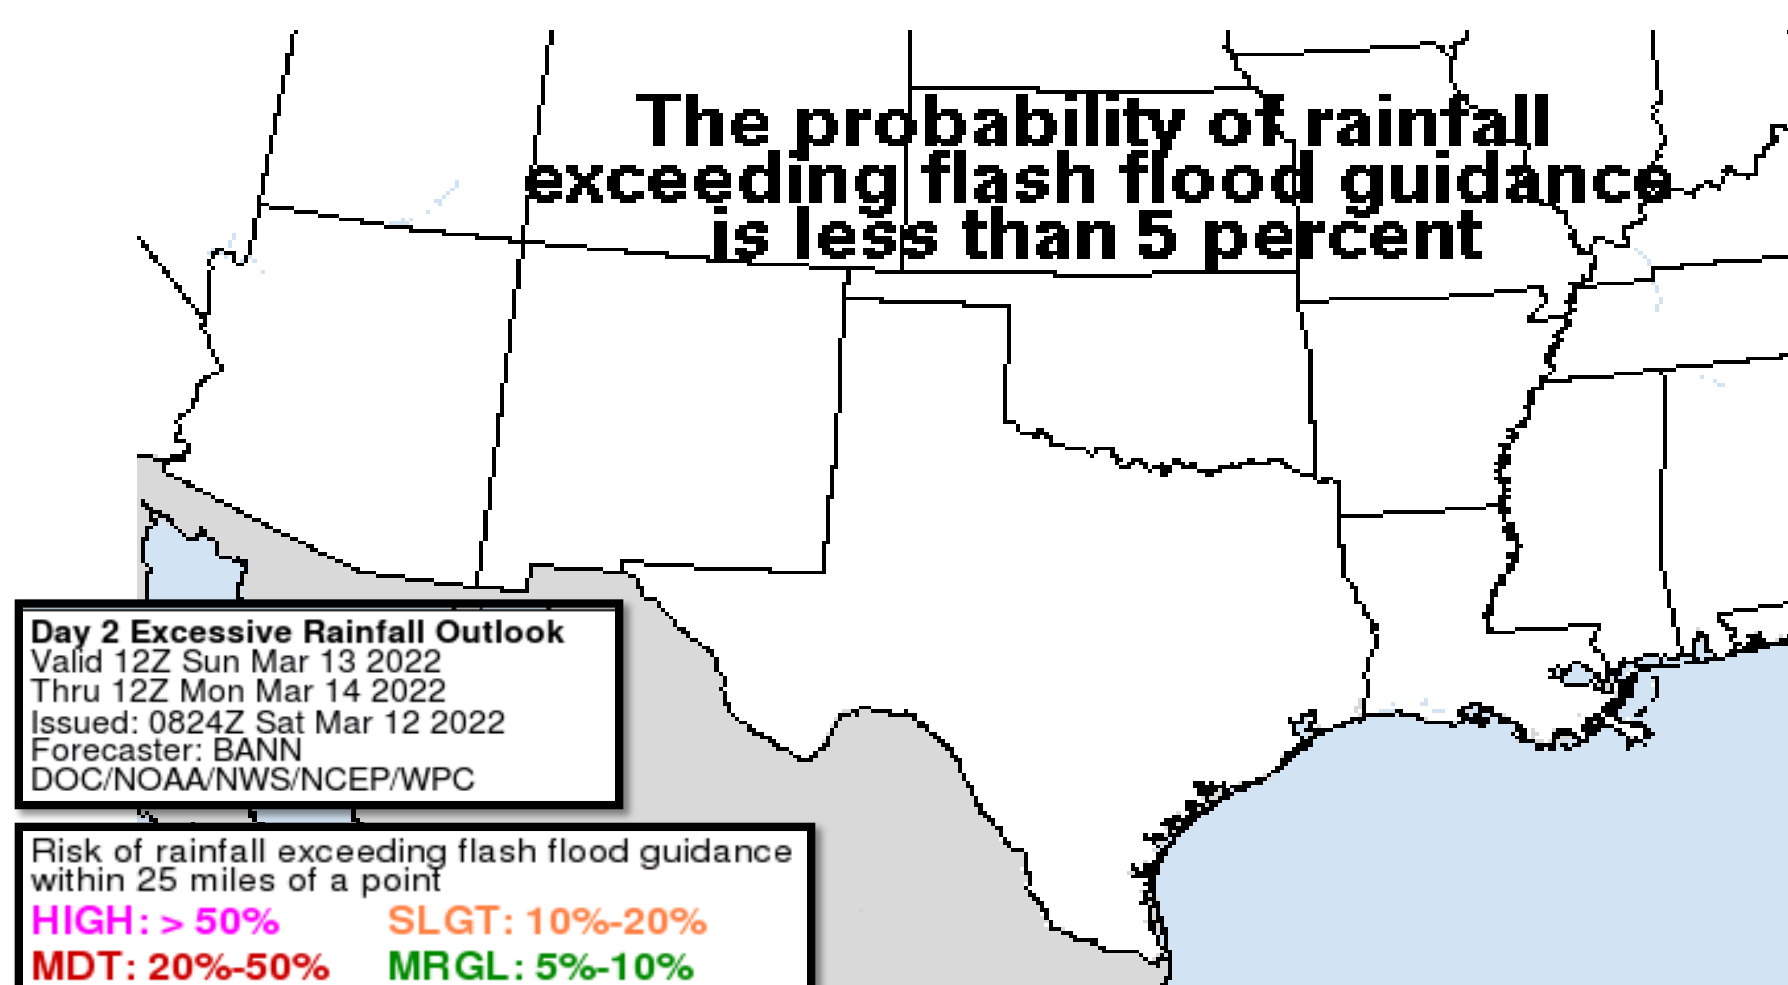 The probability of rainfall
exceeding flash flood guidance
is less than 5 percent
Day 2 Excessive Rainfall Outlook
Valid 12Z Sun Mar 13 2022
Thru 12Z Mon Mar 14 2022
Issued: 0824Z Sat Mar 12 2022
Forecaster: BANN
DOC/NOAA/NWS/NCEP/WPC
Risk of rainfall exceeding flash flood guidance
within 25 miles of a point
HIGH: > 50% SLGT: 10%-20%
MDT: 20%-50% MRGL: 5%-10%